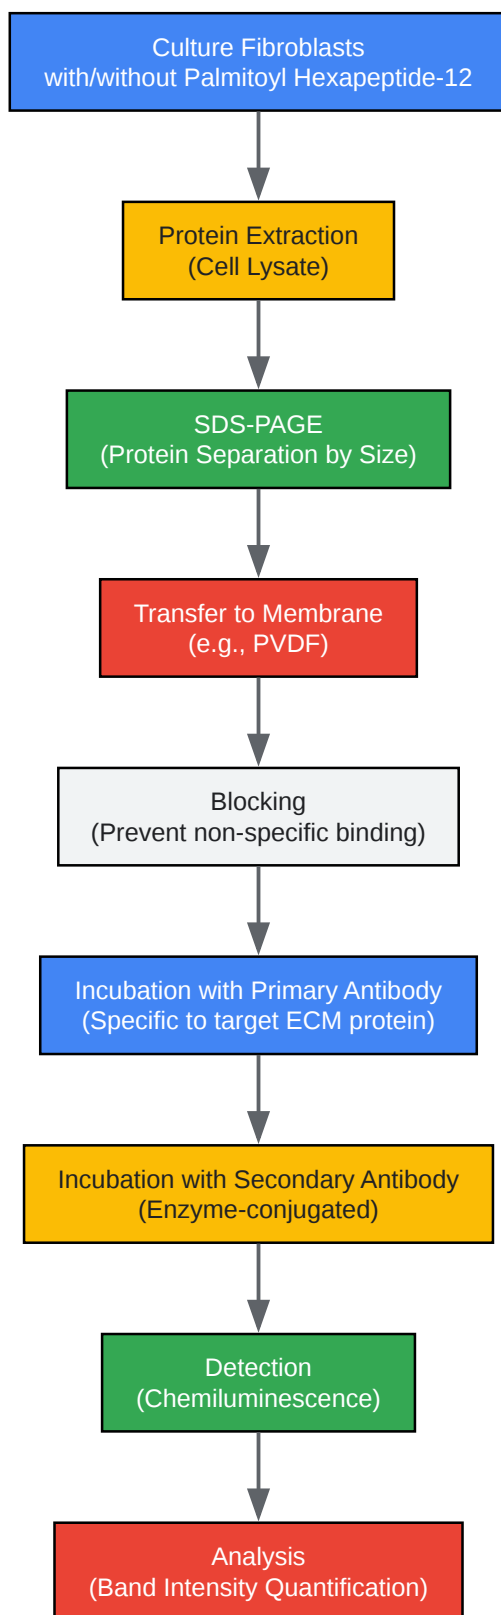 Culture Fibroblasts
with/without Palmitoyl Hexapeptide-12
Protein Extraction
(Cell Lysate)
SDS-PAGE
(Protein Separation by Size)
Transfer to Membrane
(e.g., PVDF)
Blocking
(Prevent non-specific binding)
Incubation with Primary Antibody
(Specific to target ECM protein)
Incubation with Secondary Antibody
(Enzyme-conjugated)
Detection
(Chemiluminescence)
Analysis
(Band Intensity Quantification)